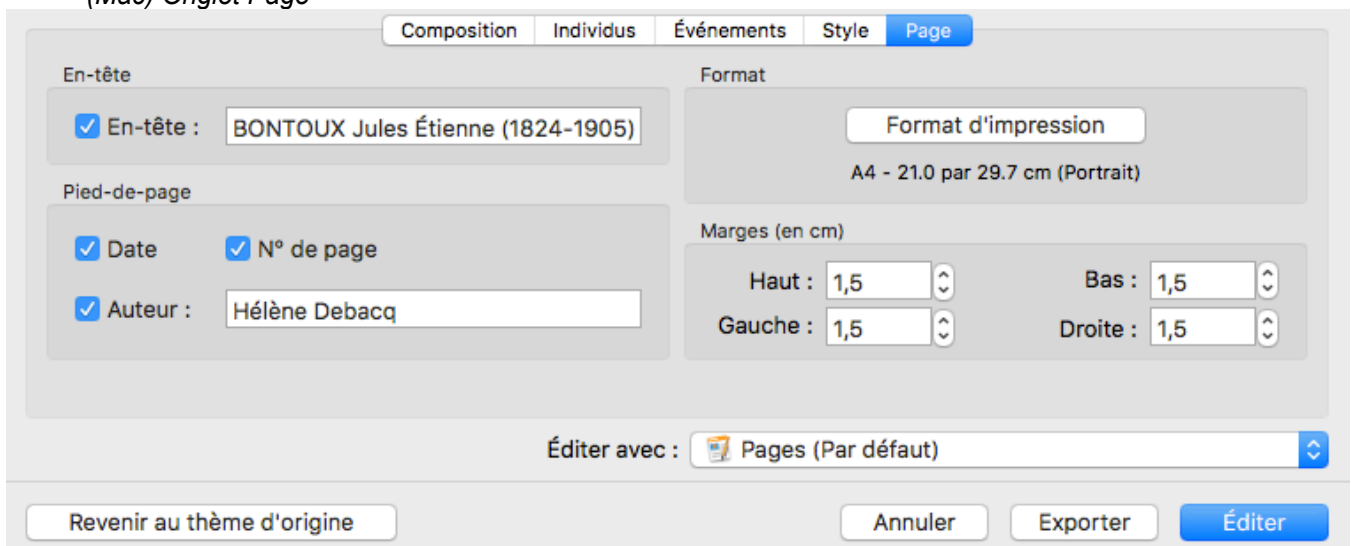 (Mac) Onglet Page
Composition Individus Événements Style Page
En-tête
En-tête : BONTOUX Jules Étienne (1824-1905)
Format
Format d'impression
A4 - 21.0 par 29.7 cm (Portrait)
Pied-de-page
Date N° de page
Auteur : Hélène Debacq
Marges (en cm)
Haut : 1,5 Bas : 1,5
Gauche : 1,5 Droite : 1,5
Éditer avec : Pages (Par défaut)
Revenir au thème d'origine Annuler Exporter Éditer